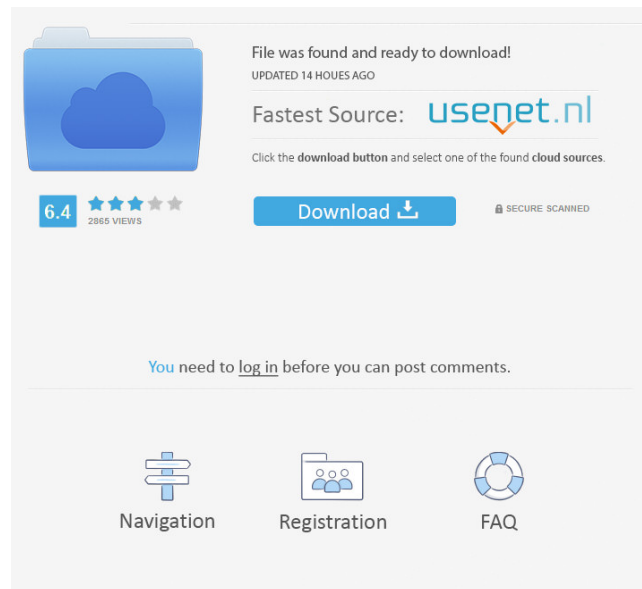 File was found and ready to download!
UPDATED 14 HOUES AGO
Fastest Source: usenet.nl
Click the download button and select one of the found cloud sources.
6.4
2865 VIEWS
Download
SECURE SCANNED
You need to log in before you can post comments.
Navigation
Registration
FAQ